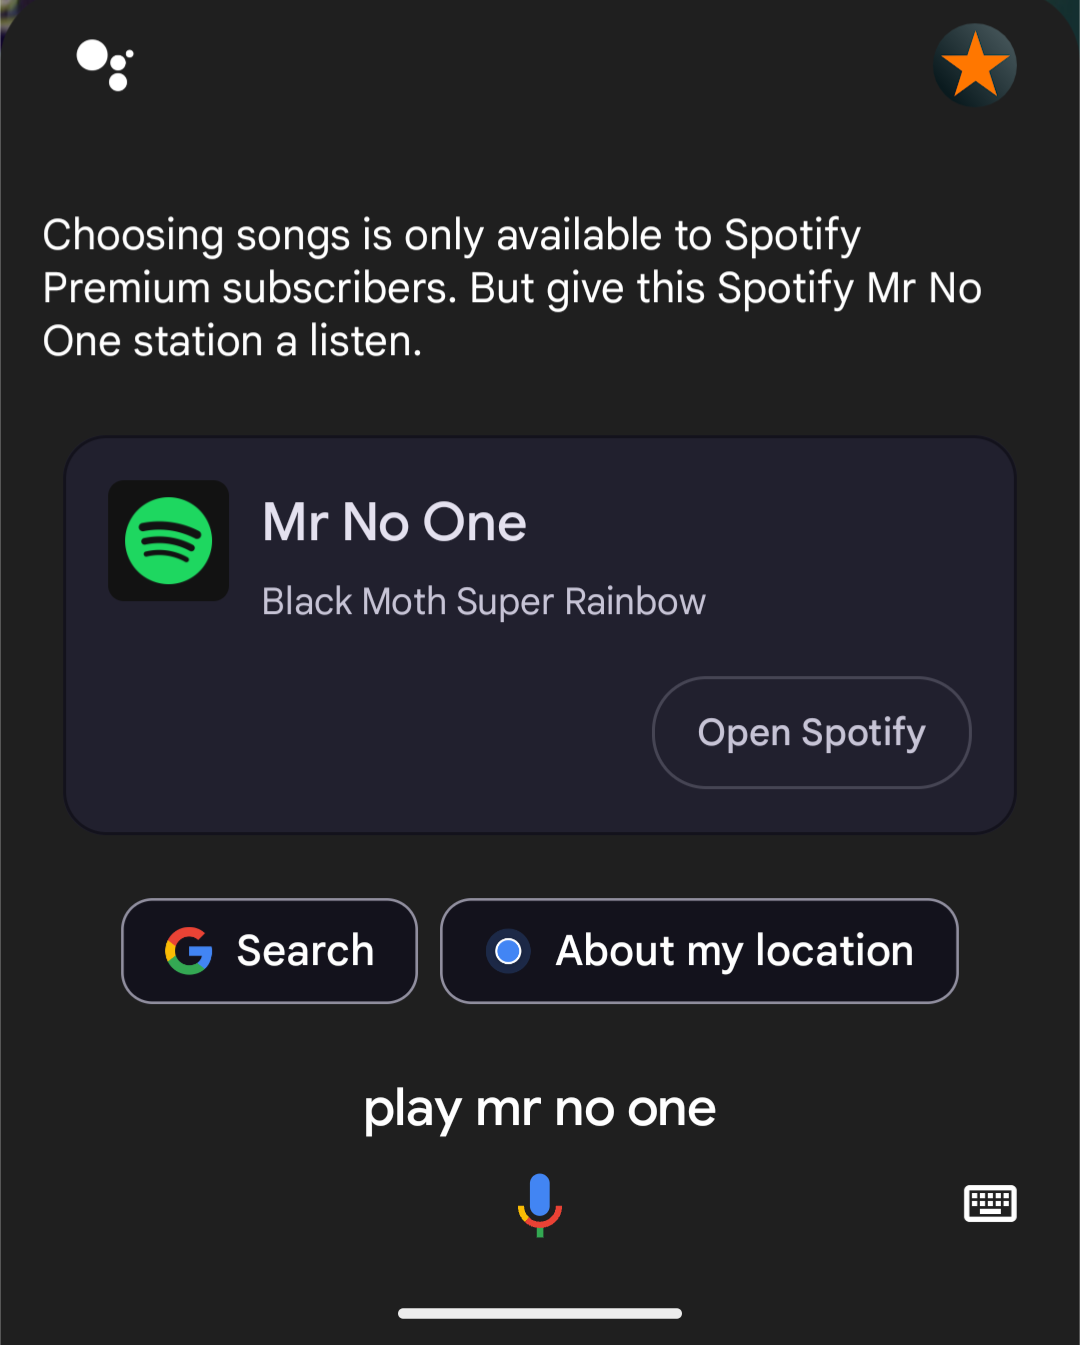 Choosing songs is only available to Spotify
Premium subscribers. But give this Spotify Mr No
One station a listen.
Mr No One
Black Moth Super Rainbow
Open Spotify
Search
About my location
play mr no one